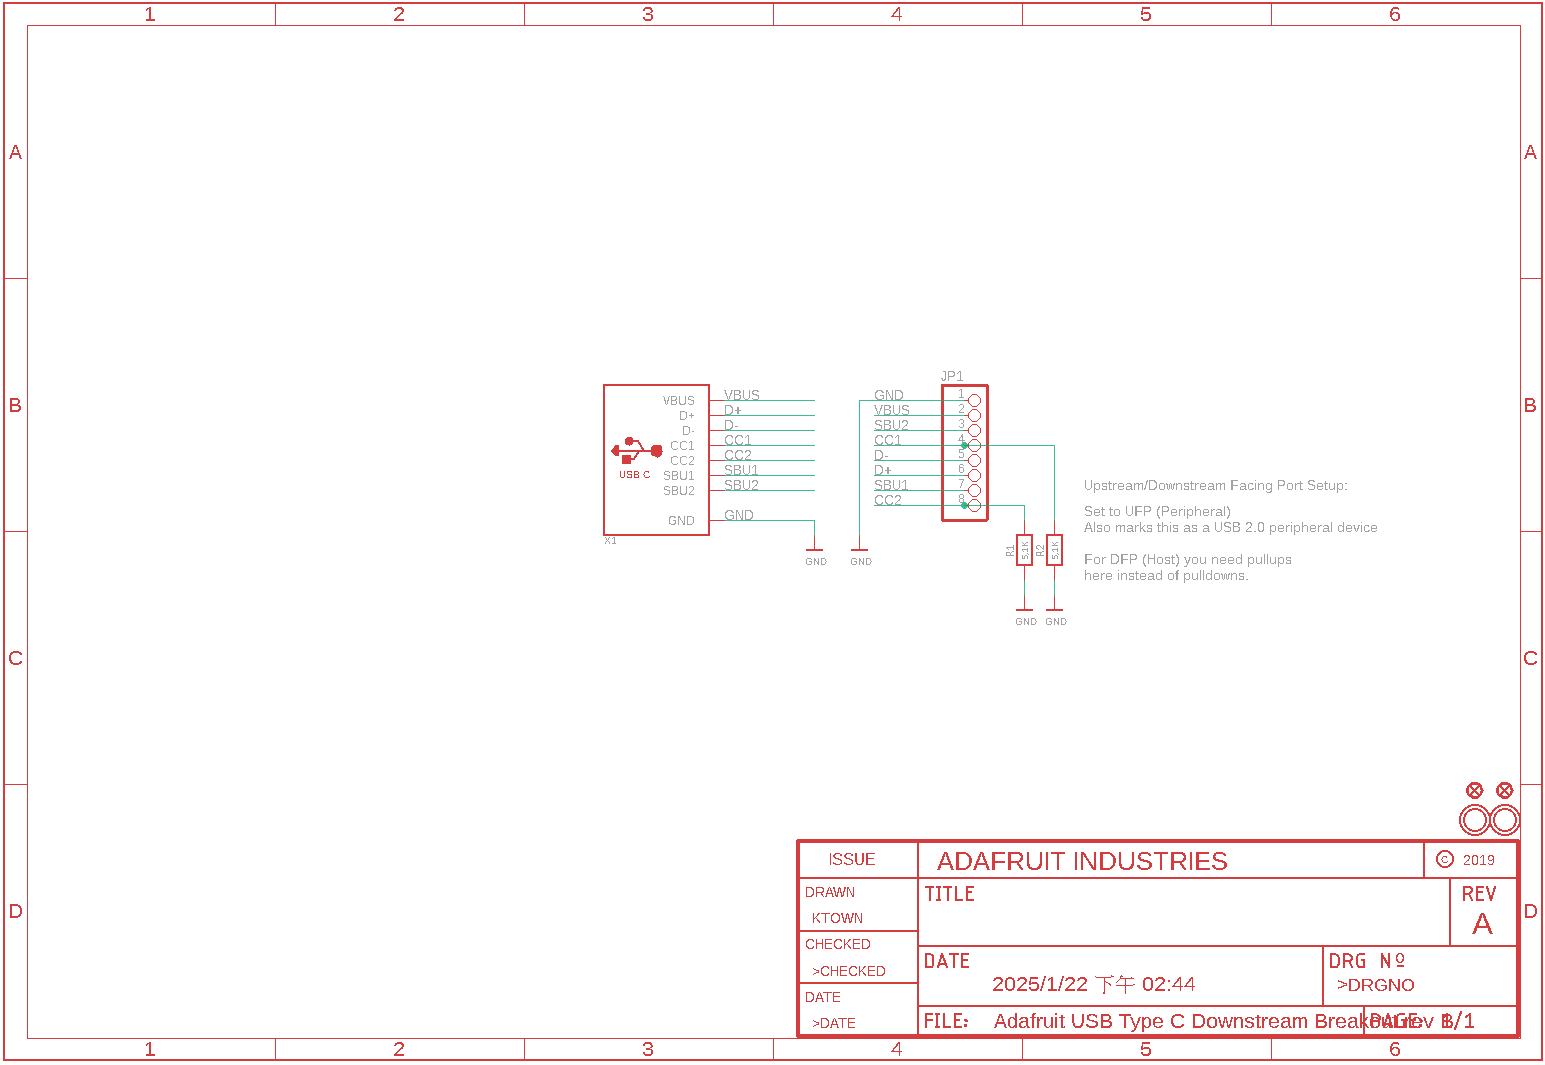 1 2 3 4 5 6
A A
B B
C C
D D
VBUS VBUS
D+ D+
D- D-
CC1 CC1
CC2 CC2
SBU1 SBU1
SBU2 SBU2
GND GND
USB C
X1
GND
JP1
GND 1
VBUS 2
SBU2 3
CC1 4
D- 5
D+ 6
SBU1 7
CC2 8
GND
R1 5.1K
R2 5.1K
GND GND
Upstream/Downstream Facing Port Setup:
Set to UFP (Peripheral)
Also marks this as a USB 2.0 peripheral device
For DFP (Host) you need pullups
here instead of pulldowns.
ISSUE
ADAFRUIT INDUSTRIES
© 2019
DRAWN
KTOWN
CHECKED
>CHECKED
DATE
>DATE
TITLE
REV
A
DATE
2025/1/22 下午 02:44
DRG Nº
>DRGNO
FILE: Adafruit USB Type C Downstream Breakout rev B
PAGE: 1/1
1 2 3 4 5 6